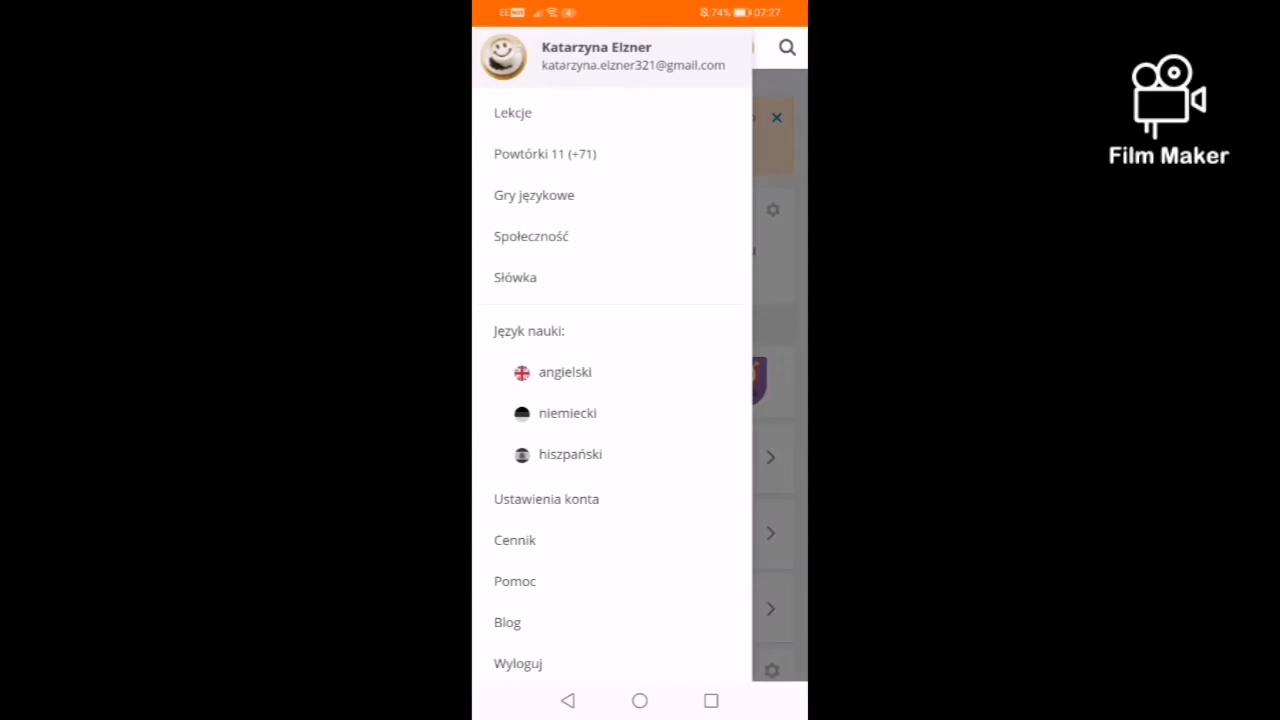 EE 74% 07:27
Katarzyna Elzner
katarzyna.elzner321@gmail.com
Lekcje
Powtórki 11 (+71)
Gry językowe
Społeczność
Słówka
Język nauki:
angielski
niemiecki
hiszpański
Ustawienia konta
Cennik
Pomoc
Blog
Wyloguj
Film Maker